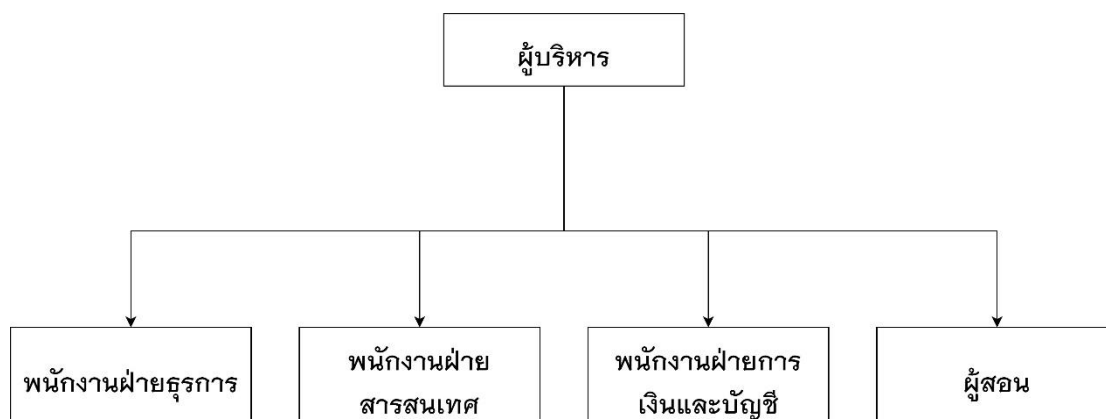 ผู้บริหาร
พนักงานฝ่ายธุรการ
พนักงานฝ่าย
สารสนเทศ
พนักงานฝ่ายการ
เงินและบัญชี
ผู้สอน